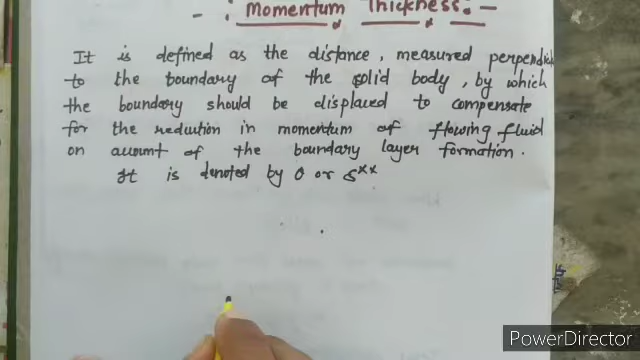 - : Momentum Thickness: -
It is defined as the distance, measured perpendic
to the boundary of the solid body, by which
the boundary should be displaced to compensate
for the reduction in momentum of flowing fluid
on account of the boundary layer formation.
It is denoted by θ or δ**
PowerDirector